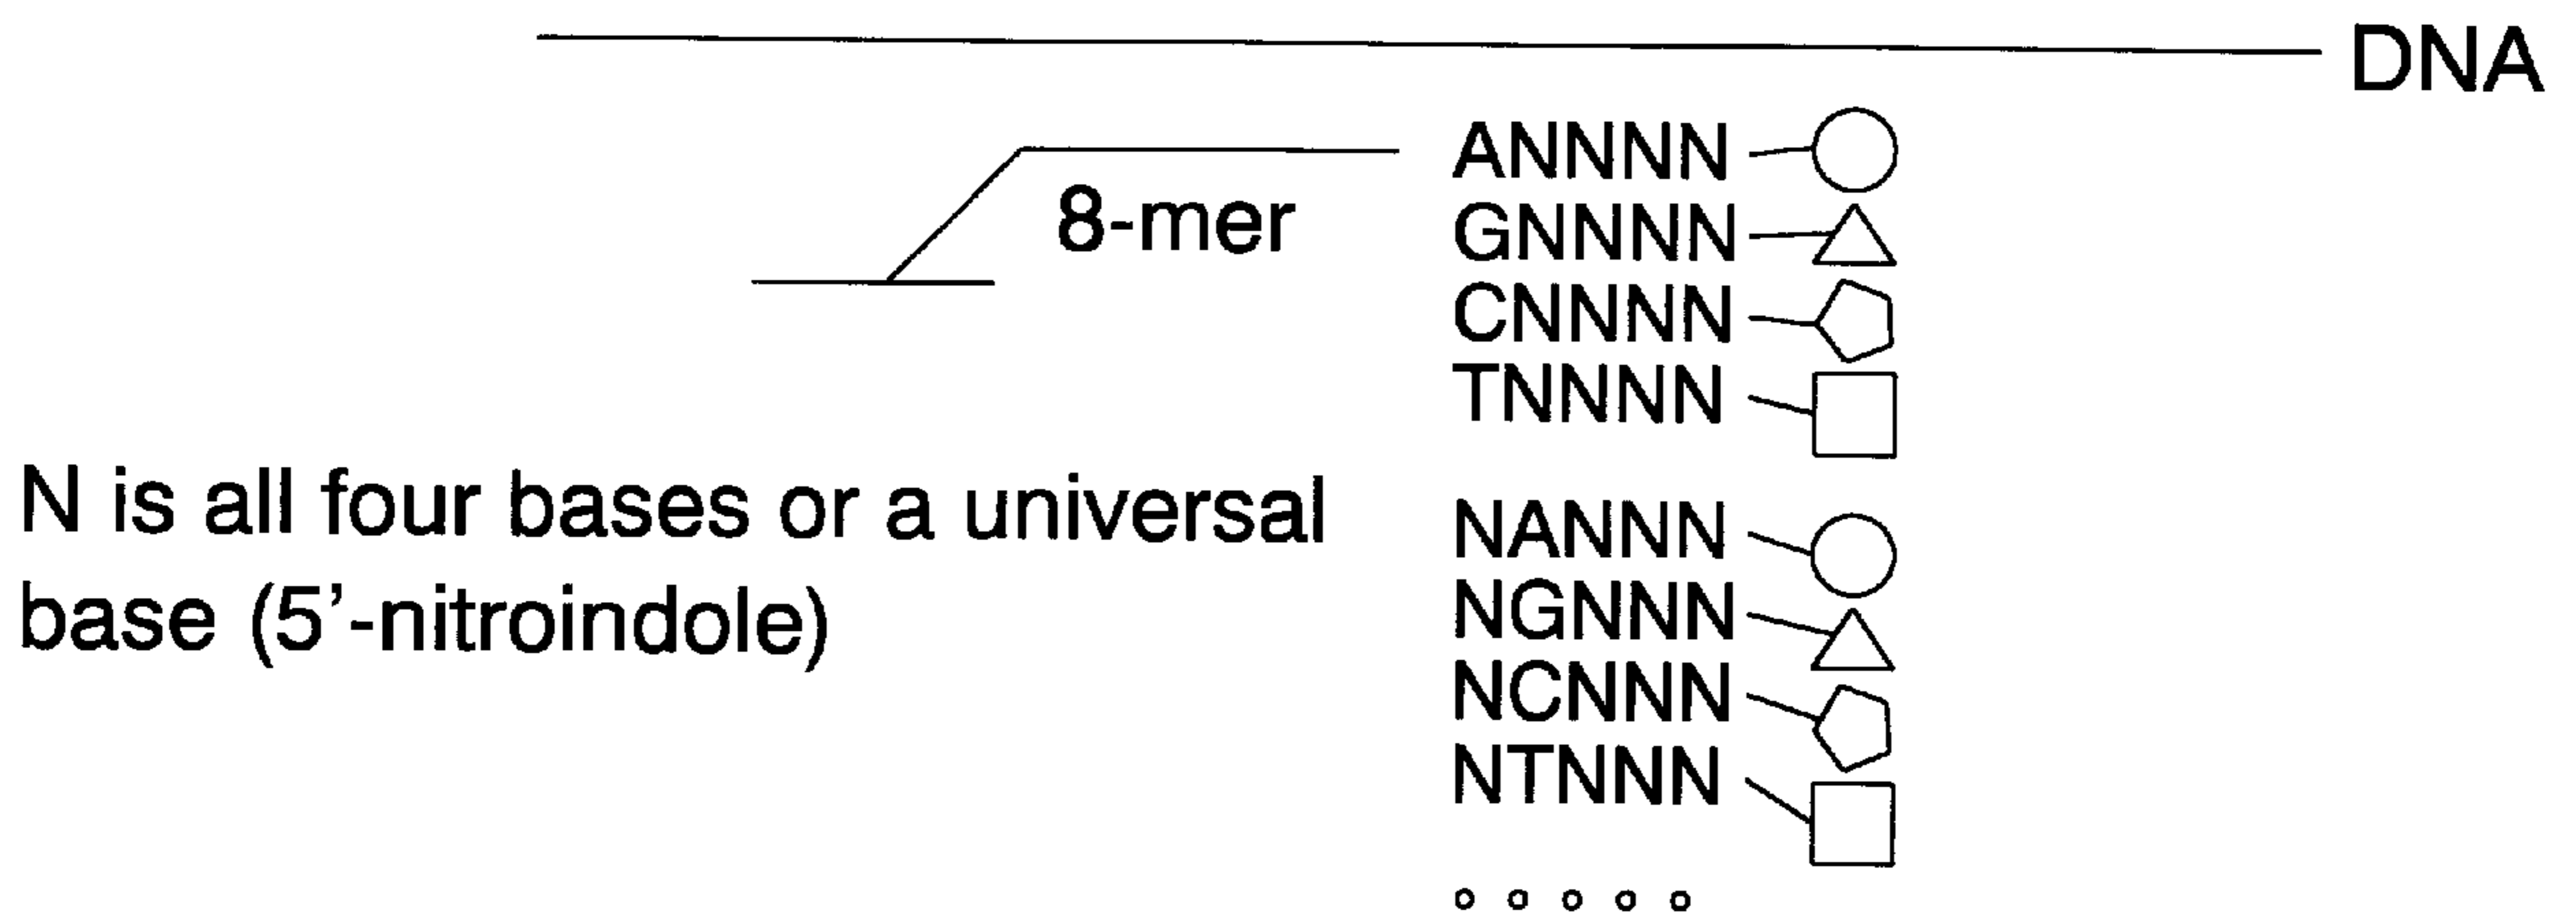 DNA
8-mer
ANNNN
GNNNN
CNNNN
TNNNN
N is all four bases or a universal
base (5'-nitroindole)
NANNN
NGNNN
NCNNN
NTNNN